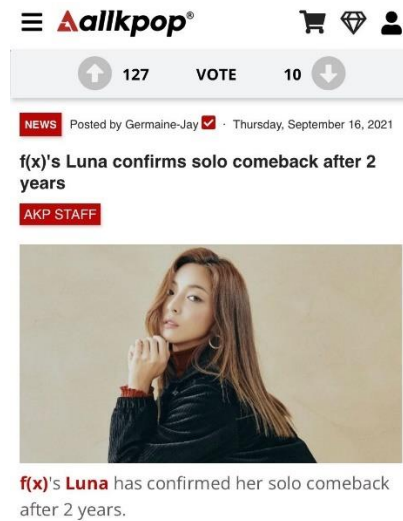 allkpop®
127 VOTE 10
NEWS Posted by Germaine-Jay · Thursday, September 16, 2021
f(x)'s Luna confirms solo comeback after 2
years
AKP STAFF
f(x)'s Luna has confirmed her solo comeback
after 2 years.